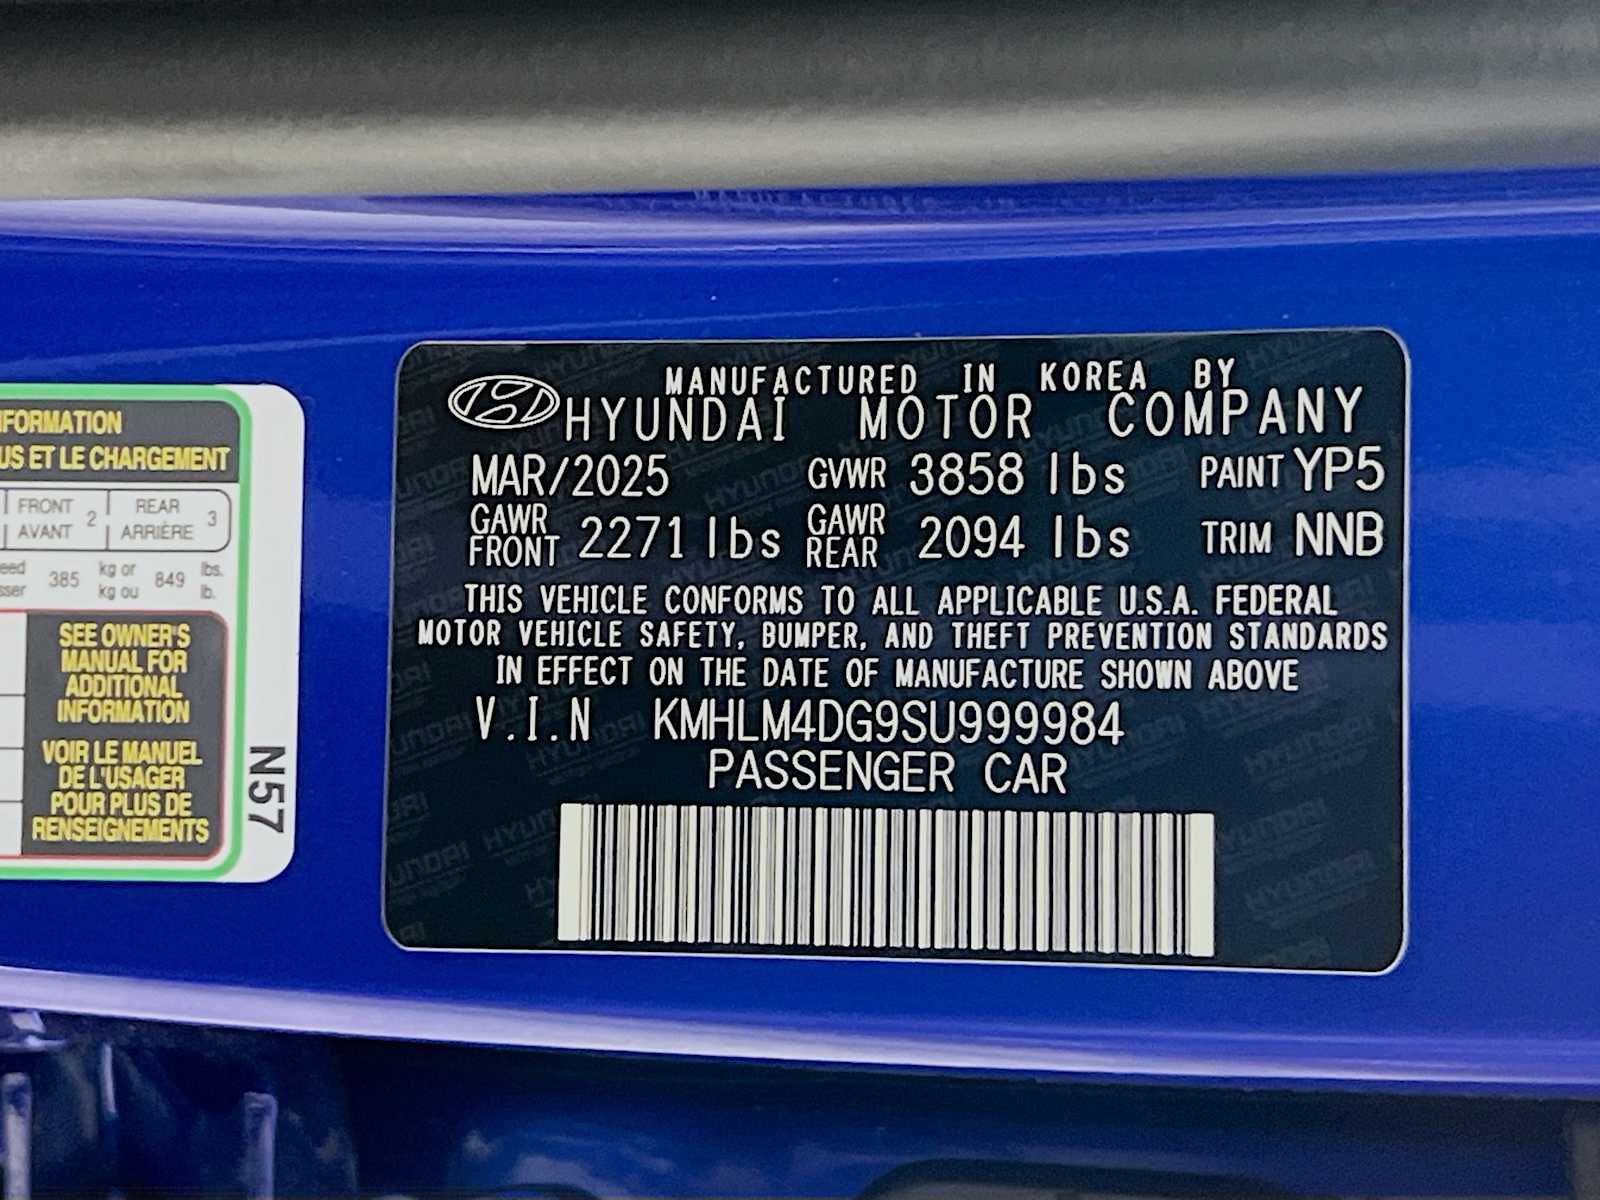 MANUFACTURED IN KOREA BY
HYUNDAI MOTOR COMPANY
MAR/2025 GVWR 3858 lbs PAINT YP5
GAWR FRONT 2271 lbs GAWR REAR 2094 lbs TRIM NNB
THIS VEHICLE CONFORMS TO ALL APPLICABLE U.S.A. FEDERAL
MOTOR VEHICLE SAFETY, BUMPER, AND THEFT PREVENTION STANDARDS
IN EFFECT ON THE DATE OF MANUFACTURE SHOWN ABOVE
V.I.N KMHLM4DG9SU999984
PASSENGER CAR
ET LE CHARGEMENT
FRONT 2 REAR 3
AVANT ARRIÈRE
385 kg or 849 lbs.
kg ou lb.
SEE OWNER'S
MANUAL FOR
ADDITIONAL
INFORMATION
VOIR LE MANUEL
DE L'USAGER
POUR PLUS DE
RENSEIGNEMENTS
N57